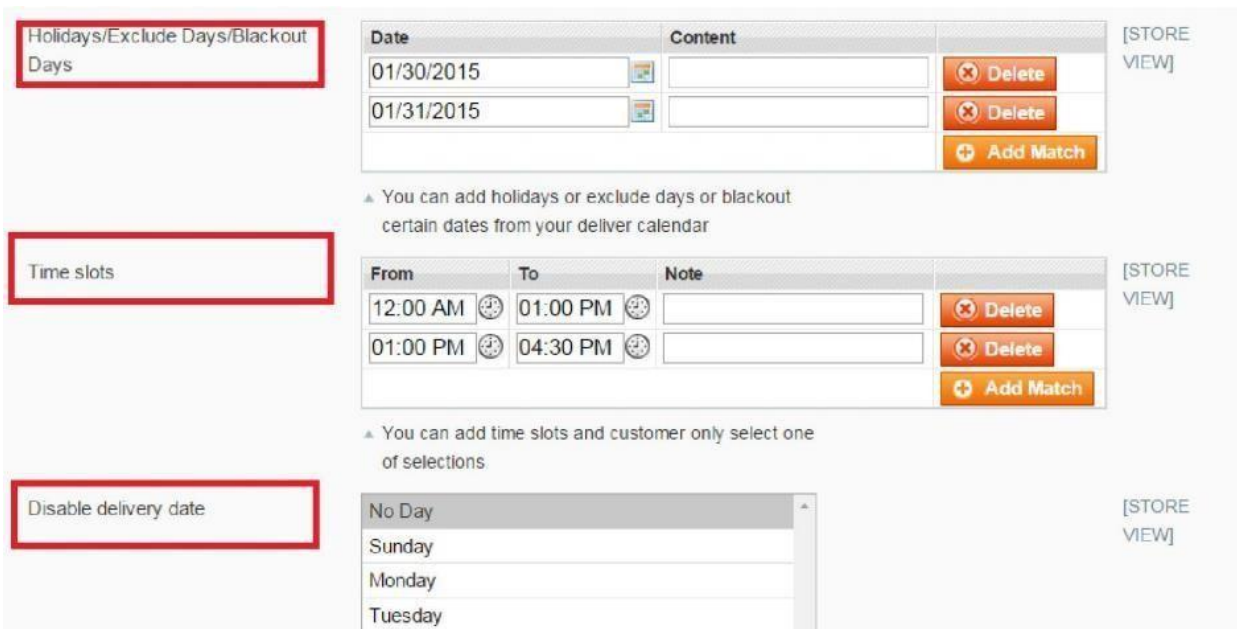 Holidays/Exclude Days/Blackout
Days
Date Content
[STORE
VIEW]
01/30/2015 Delete
01/31/2015 Delete
Add Match
You can add holidays or exclude days or blackout
certain dates from your deliver calendar
Time slots
From To Note
[STORE
VIEW]
12:00 AM 01:00 PM Delete
01:00 PM 04:30 PM Delete
Add Match
You can add time slots and customer only select one
of selections
Disable delivery date
No Day
Sunday
Monday
Tuesday
[STORE
VIEW]